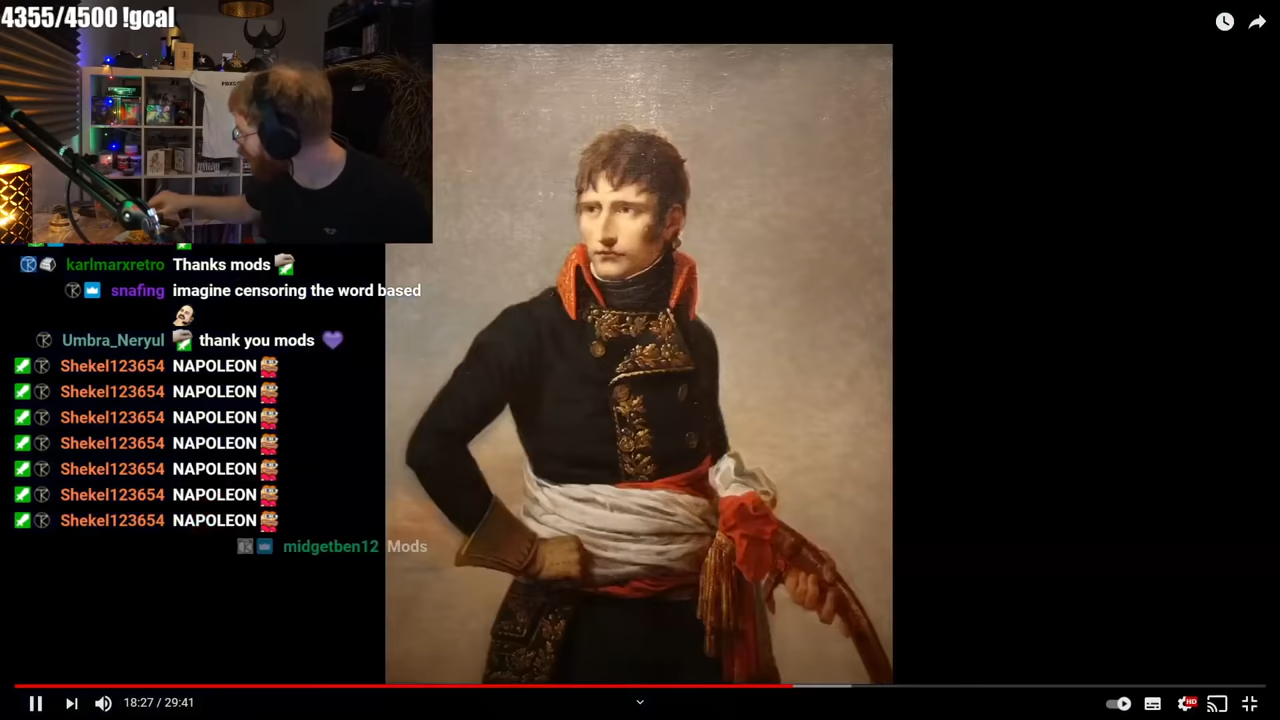 4355/4500 !goal
karlmarxretro Thanks mods
snafing imagine censoring the word based
Umbra_Neryul thank you mods
Shekel123654 NAPOLEON
Shekel123654 NAPOLEON
Shekel123654 NAPOLEON
Shekel123654 NAPOLEON
Shekel123654 NAPOLEON
Shekel123654 NAPOLEON
Shekel123654 NAPOLEON
midgetben12 Mods
18:27 / 29:41
HD